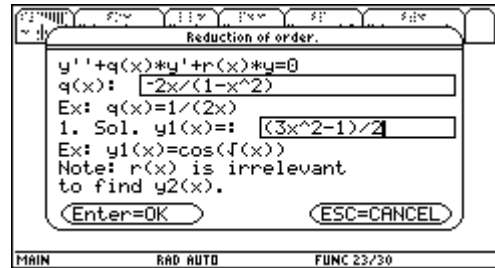 Reduction of order.
y''+q(x)*y'+r(x)*y=0
q(x): -2x/(1-x^2)
Ex: q(x)=1/(2x)
1. Sol. y1(x)=: (3x^2-1)/2
Ex: y1(x)=cos(√(x))
Note: r(x) is irrelevant
to find y2(x).
Enter=OK ESC=CANCEL
MAIN RAD AUTO FUNC 23/30